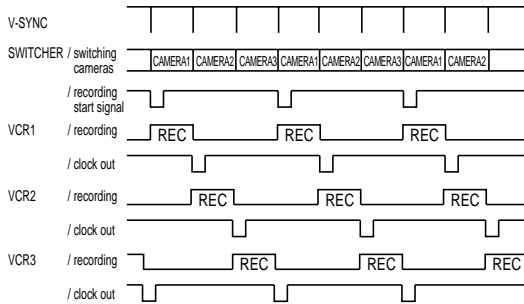 V-SYNC
SWITCHER / switching cameras
CAMERA1 CAMERA2 CAMERA3 CAMERA1 CAMERA2 CAMERA3 CAMERA1 CAMERA2
/ recording start signal
VCR1 / recording REC REC REC
/ clock out
VCR2 / recording REC REC REC
/ clock out
VCR3 / recording REC REC REC
/ clock out